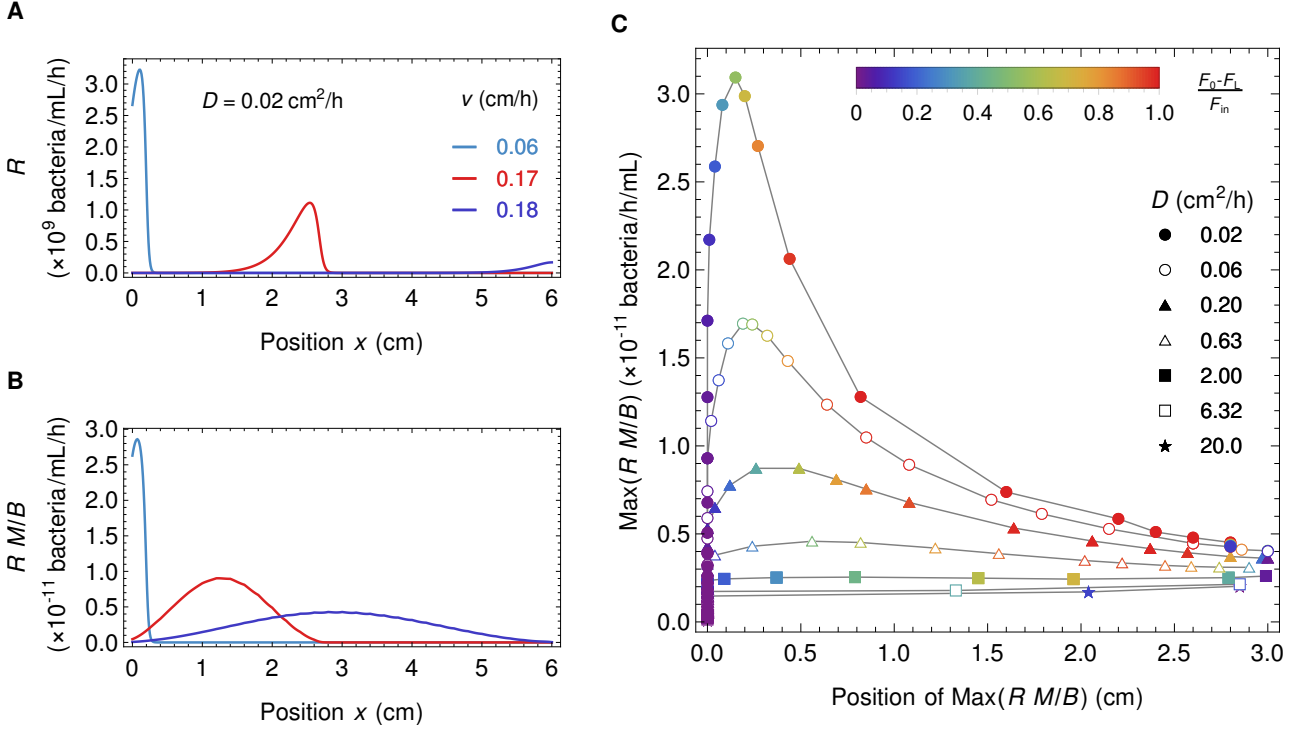 A
R
(×10⁹ bacteria/mL/h)
3.0
2.5
2.0
1.5
1.0
0.5
0.0
D = 0.02 cm²/h
v (cm/h)
0.06
0.17
0.18
0 1 2 3 4 5 6
Position x (cm)
B
R M/B
(×10⁻¹¹ bacteria/mL/h)
3.0
2.5
2.0
1.5
1.0
0.5
0.0
0 1 2 3 4 5 6
Position x (cm)
C
Max(R M/B) (×10⁻¹¹ bacteria/h/mL)
3.0
2.5
2.0
1.5
1.0
0.5
0.0
0 0.2 0.4 0.6 0.8 1.0
F₀-F_L
F_in
D (cm²/h)
0.02
0.06
0.20
0.63
2.00
6.32
20.0
0.0 0.5 1.0 1.5 2.0 2.5 3.0
Position of Max(R M/B) (cm)